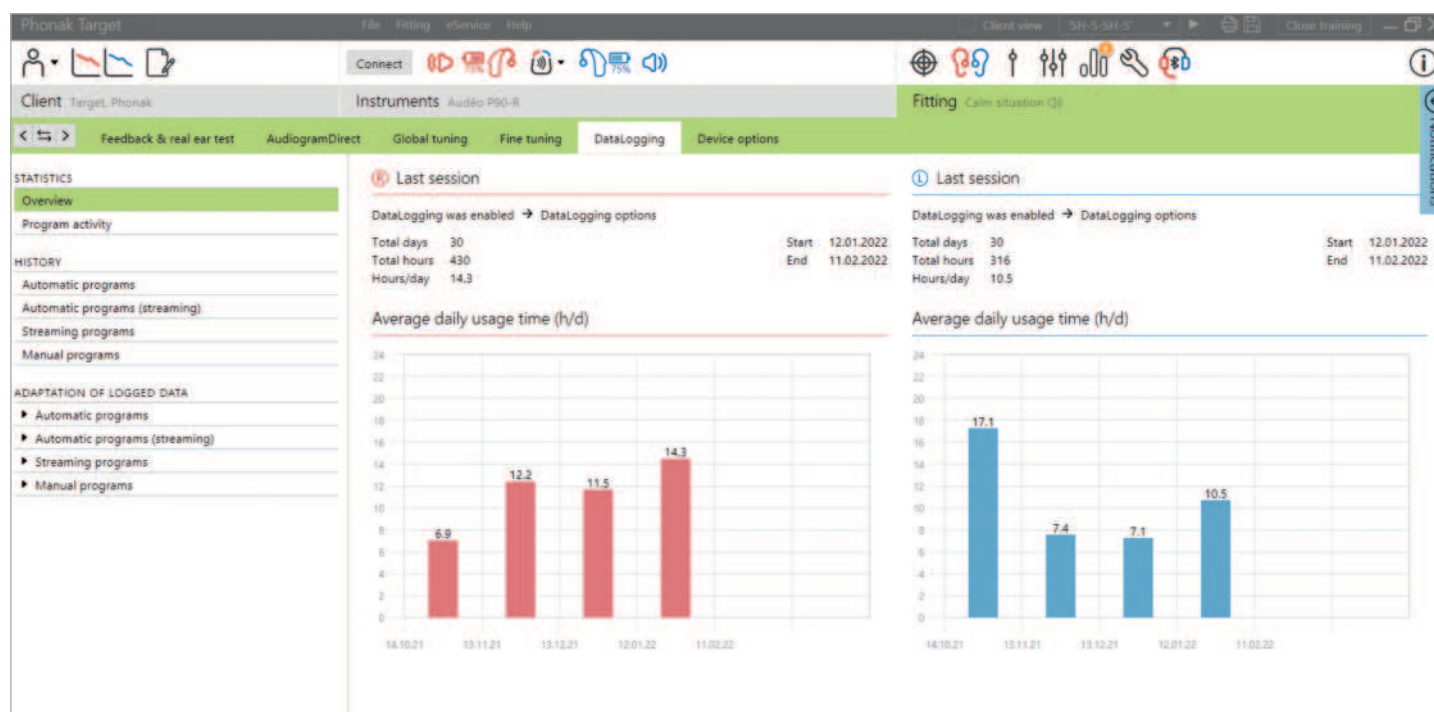 Phonak Target File Fitting eService Help Client view 'SH-S-SH-S' Close training
Connect 75%
Client Target, Phonak Instruments Audéo P90-R Fitting Calm situation
Feedback & real ear test AudiogramDirect Global tuning Fine tuning DataLogging Device options
Notifications
STATISTICS
Overview
Program activity
HISTORY
Automatic programs
Automatic programs (streaming)
Streaming programs
Manual programs
ADAPTATION OF LOGGED DATA
Automatic programs
Automatic programs (streaming)
Streaming programs
Manual programs
R Last session
DataLogging was enabled → DataLogging options
Total days 30 Start 12.01.2022
Total hours 430 End 11.02.2022
Hours/day 14.3
Average daily usage time (h/d)
24
22
20
18
16
14
12
10
8
6
4
2
0
6.9 12.2 11.5 14.3
14.10.21 13.11.21 13.12.21 12.01.22 11.02.22
L Last session
DataLogging was enabled → DataLogging options
Total days 30 Start 12.01.2022
Total hours 316 End 11.02.2022
Hours/day 10.5
Average daily usage time (h/d)
24
22
20
18
16
14
12
10
8
6
4
2
0
17.1 7.4 7.1 10.5
14.10.21 13.11.21 13.12.21 12.01.22 11.02.22